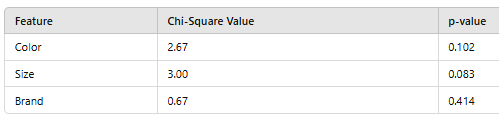 Feature Chi-Square Value p-value
Color 2.67 0.102
Size 3.00 0.083
Brand 0.67 0.414